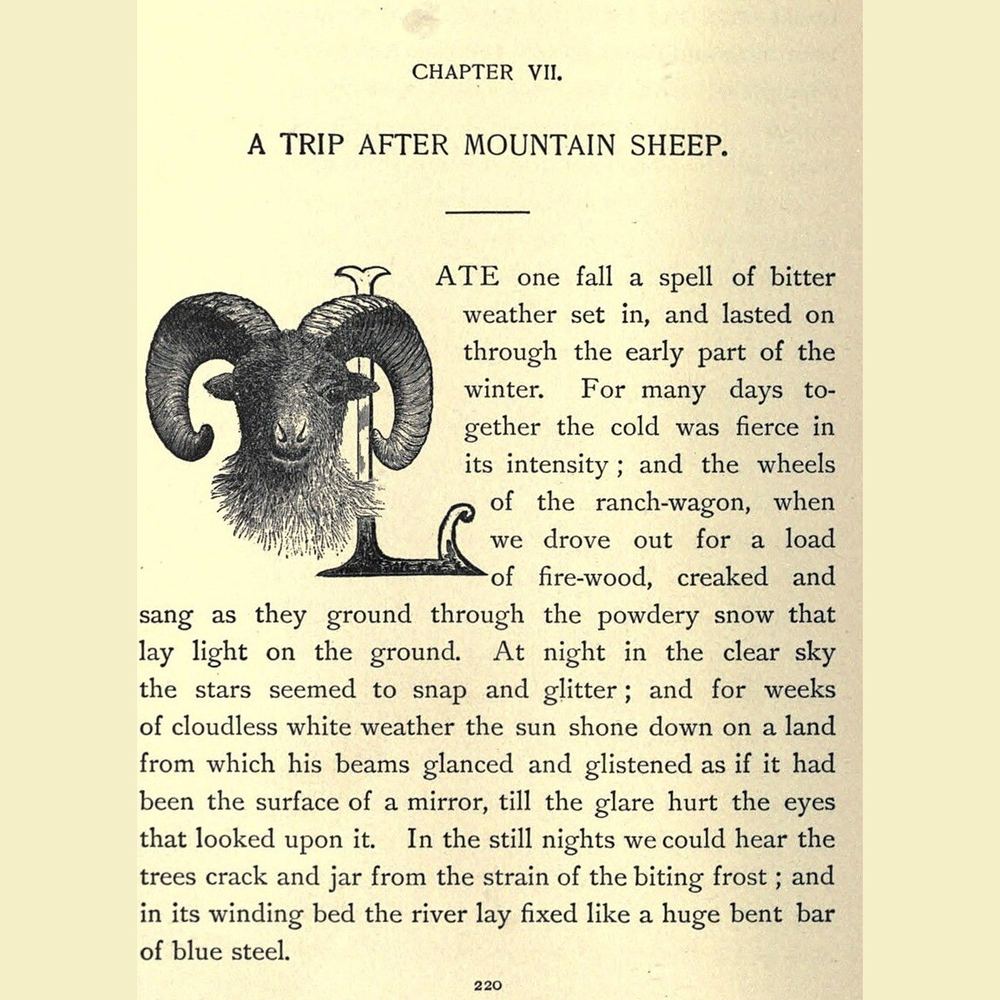 CHAPTER VII.
A TRIP AFTER MOUNTAIN SHEEP.
LATE one fall a spell of bitter
weather set in, and lasted on
through the early part of the
winter. For many days to-
gether the cold was fierce in
its intensity; and the wheels
of the ranch-wagon, when
we drove out for a load
of fire-wood, creaked and
sang as they ground through the powdery snow that
lay light on the ground. At night in the clear sky
the stars seemed to snap and glitter; and for weeks
of cloudless white weather the sun shone down on a land
from which his beams glanced and glistened as if it had
been the surface of a mirror, till the glare hurt the eyes
that looked upon it. In the still nights we could hear the
trees crack and jar from the strain of the biting frost; and
in its winding bed the river lay fixed like a huge bent bar
of blue steel.
220